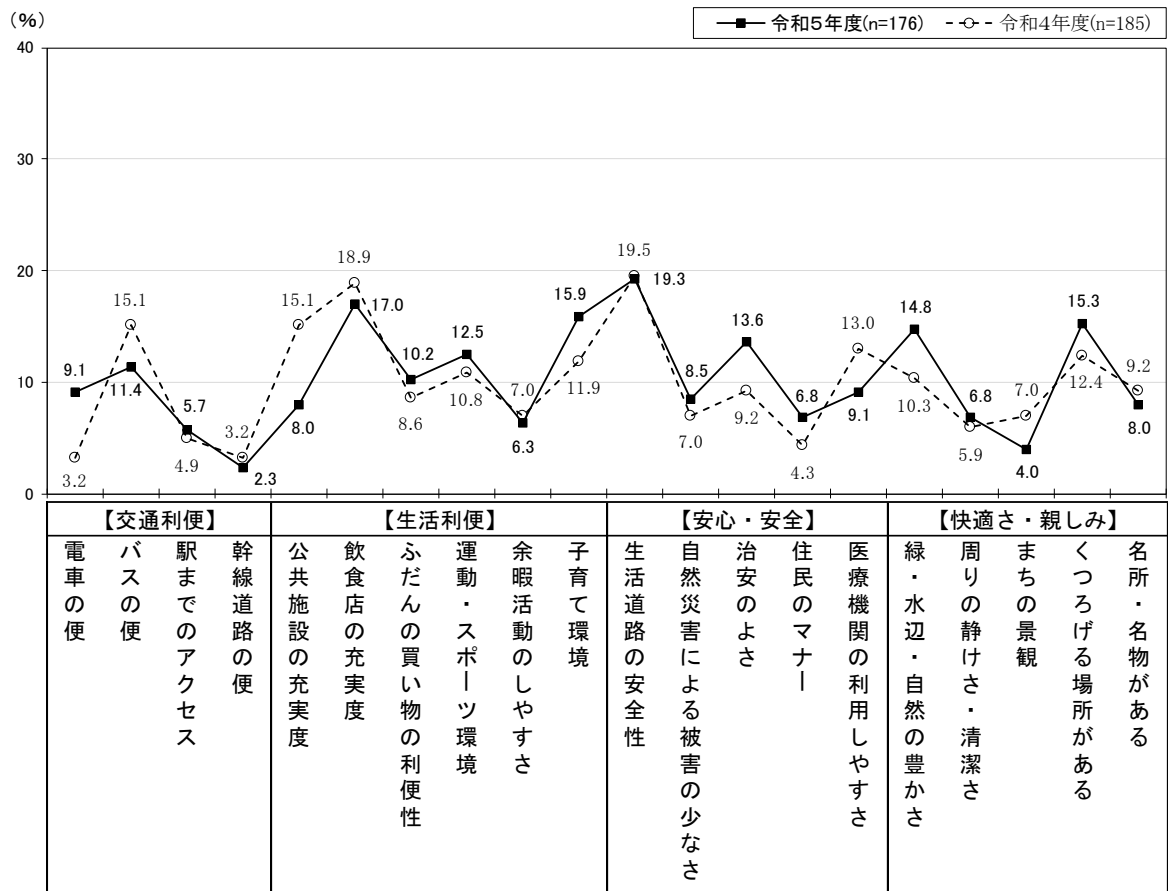 (%)
令和5年度(n=176)
令和4年度(n=185)
40
30
20
10
0
9.1
11.4
5.7
2.3
8.0
17.0
10.2
12.5
6.3
15.9
19.3
8.5
13.6
6.8
9.1
14.8
6.8
4.0
15.3
8.0
3.2
15.1
4.9
3.2
15.1
18.9
8.6
10.8
7.0
11.9
19.5
7.0
9.2
4.3
13.0
10.3
5.9
7.0
12.4
9.2
【交通利便】
【生活利便】
【安心・安全】
【快適さ・親しみ】
電車の便
バスの便
駅までのアクセス
幹線道路の便
公共施設の充実度
飲食店の充実度
ふだんの買い物の利便性
運動・スポーツ環境
余暇活動のしやすさ
子育て環境
生活道路の安全性
自然災害による被害の少なさ
治安のよさ
住民のマナー
医療機関の利用しやすさ
緑・水辺・自然の豊かさ
周りの静けさ・清潔さ
まちの景観
くつろげる場所がある
名所・名物がある